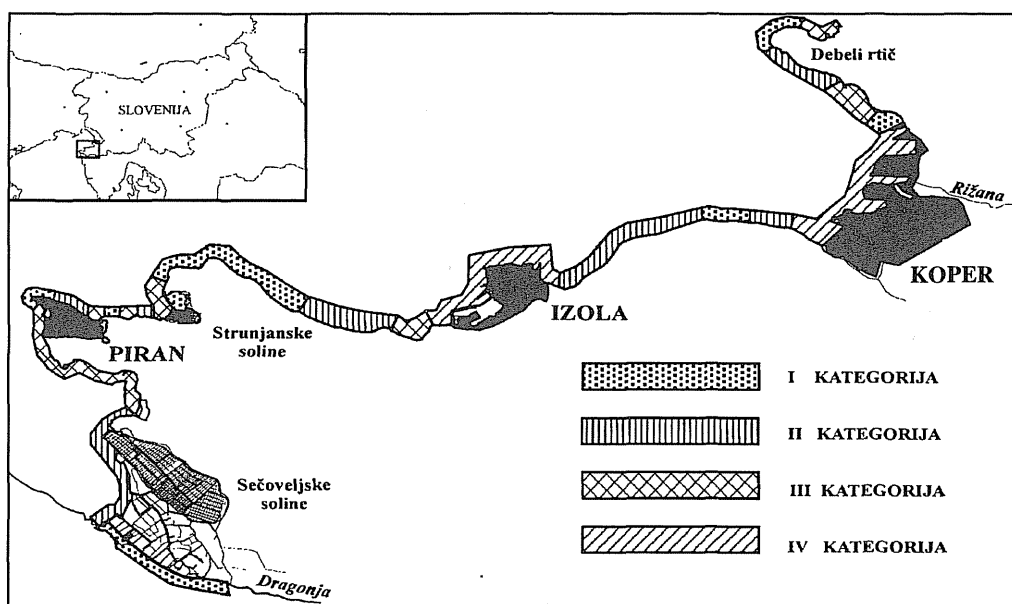 SLOVENIJA
Debeli rtič
Rižana
KOPER
IZOLA
Strunjanske
soline
PIRAN
Sečoveljske
soline
Dragonja
I KATEGORIJA
II KATEGORIJA
III KATEGORIJA
IV KATEGORIJA